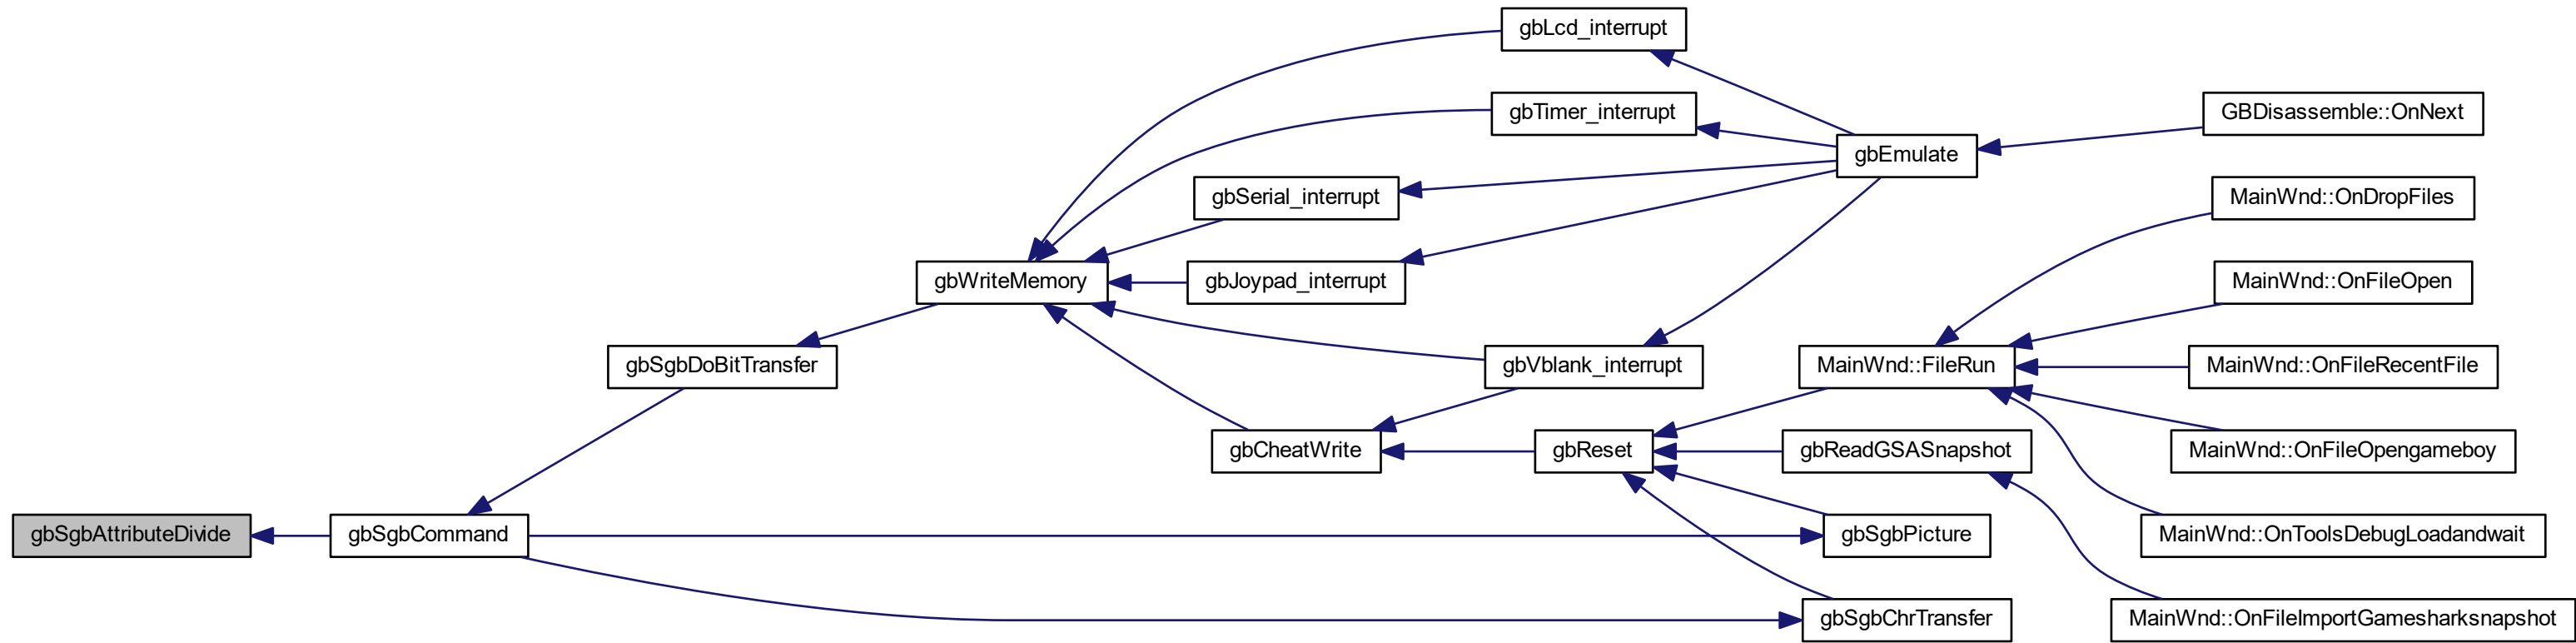 gbLcd_interrupt
gbTimer_interrupt
GBDisassemble::OnNext
gbEmulate
gbSerial_interrupt
MainWnd::OnDropFiles
gbWriteMemory
gbJoypad_interrupt
MainWnd::OnFileOpen
gbSgbDoBitTransfer
gbVblank_interrupt
MainWnd::FileRun
MainWnd::OnFileRecentFile
gbCheatWrite
gbReset
gbReadGSASnapshot
MainWnd::OnFileOpengameboy
gbSgbAttributeDivide
gbSgbCommand
gbSgbPicture
MainWnd::OnToolsDebugLoadandwait
gbSgbChrTransfer
MainWnd::OnFileImportGamesharksnapshot